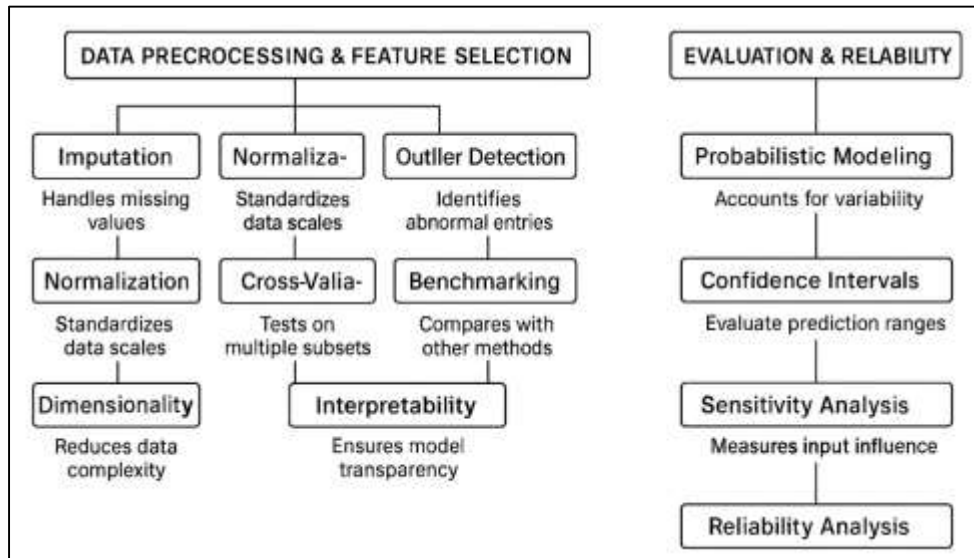 DATA PRECROCESSING & FEATURE SELECTION
Imputation
Handles missing
values
Normalization
Standardizes
data scales
Dimensionality
Reduces data
complexity
Normaliza-
Standardizes
data scales
Cross-Valia-
Tests on
multiple subsets
Outller Detection
Identifies
abnormal entries
Benchmarking
Compares with
other methods
Interpretability
Ensures model
transparency
EVALUATION & RELABILITY
Probabilistic Modeling
Accounts for variability
Confidence Intervals
Evaluate prediction ranges
Sensitivity Analysis
Measures input influence
Reliability Analysis